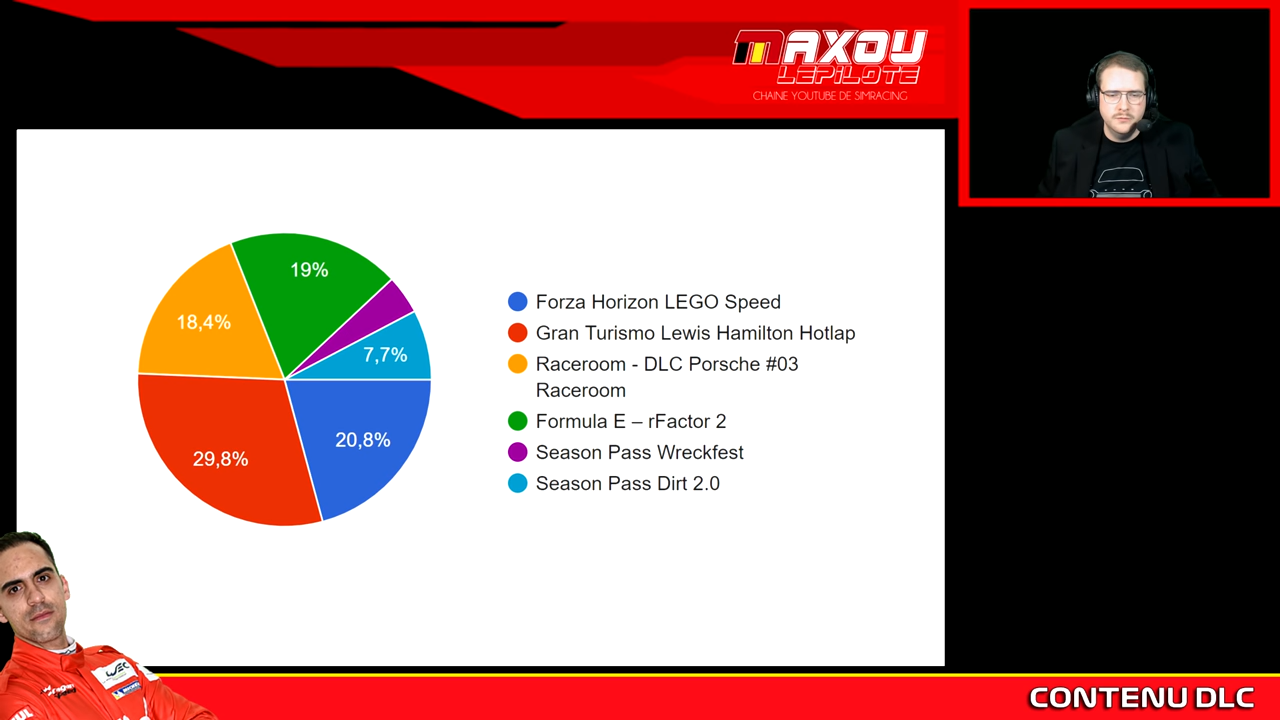 MAXOU
LEPILOTE
CHAINE YOUTUBE DE SIMRACING
19%
18,4%
7,7%
20,8%
29,8%
Forza Horizon LEGO Speed
Gran Turismo Lewis Hamilton Hotlap
Raceroom - DLC Porsche #03
Raceroom
Formula E – rFactor 2
Season Pass Wreckfest
Season Pass Dirt 2.0
WEC
CONTENU DLC